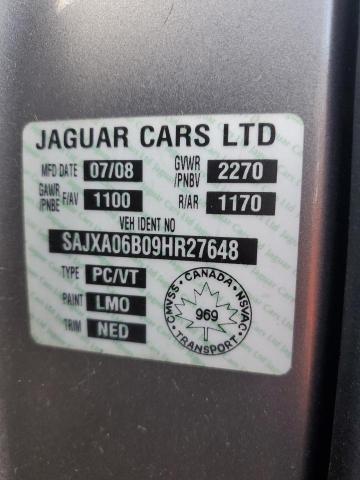 JAGUAR CARS LTD
MFD DATE 07/08 GVWR /PNBV 2270
GAWR /PNBE F/AV 1100 R/AR 1170
VEH IDENT NO
SAJXA06B09HR27648
TYPE PC/VT
PAINT LMO
TRIM NED
CANADA
CMVSS NSVAC
969
TRANSPORT